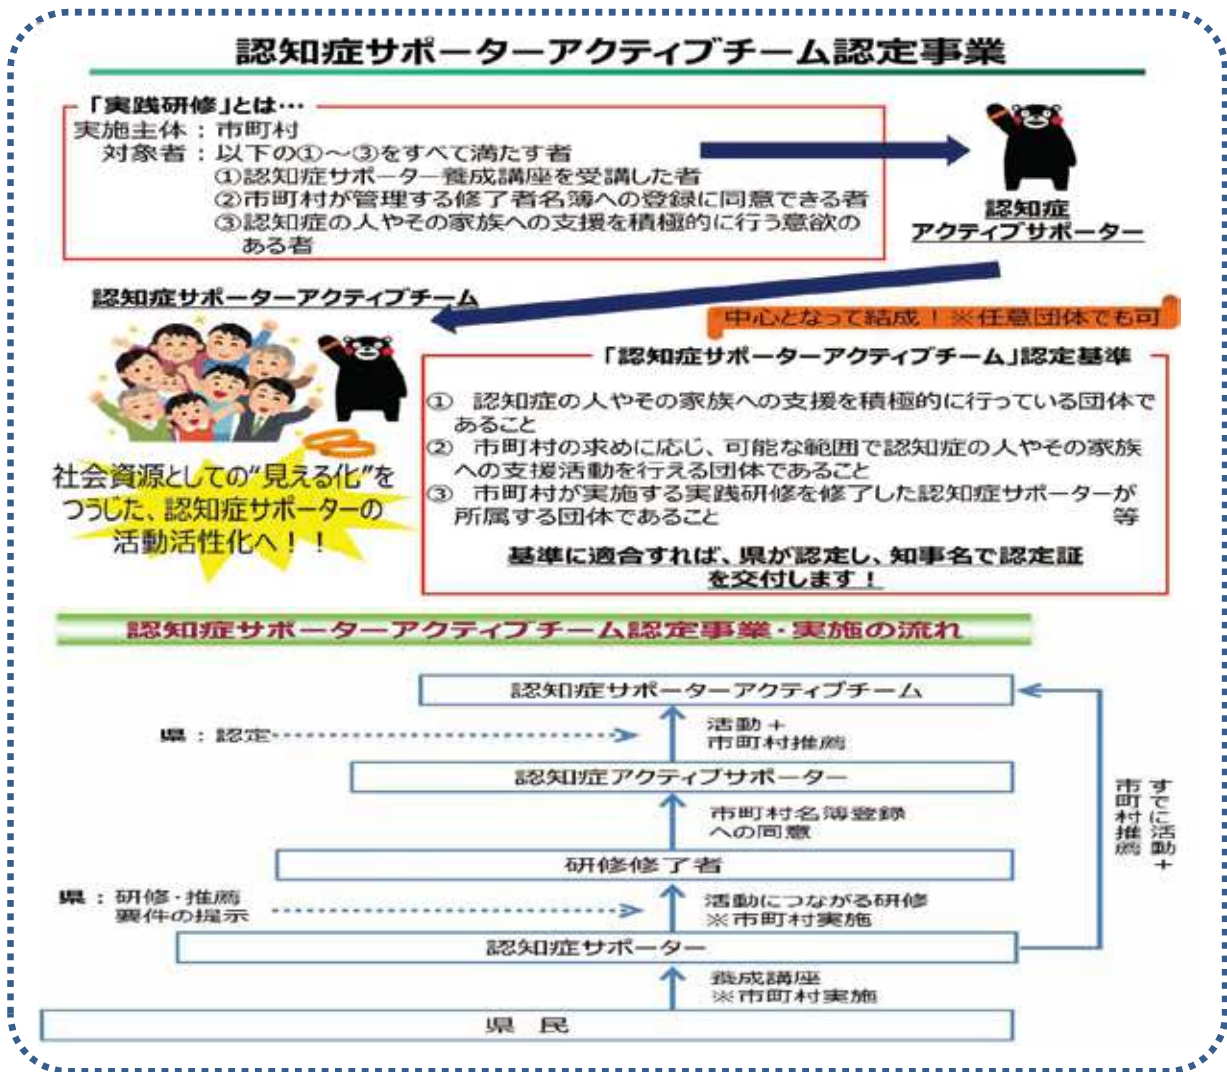 認知症サポーターアクティブチーム認定事業
「実践研修」とは…
実施主体：市町村
対象者：以下の①～③をすべて満たす者
①認知症サポーター養成講座を受講した者
②市町村が管理する修了者名簿への登録に同意できる者
③認知症の人やその家族への支援を積極的に行う意欲の
ある者
認知症
アクティブサポーター
認知症サポーターアクティブチーム
中心となって結成！※任意団体でも可
「認知症サポーターアクティブチーム」認定基準
①　認知症の人やその家族への支援を積極的に行っている団体で
あること
②　市町村の求めに応じ、可能な範囲で認知症の人やその家族
への支援活動を行える団体であること
③　市町村が実施する実践研修を修了した認知症サポーターが
所属する団体であること　等
基準に適合すれば、県が認定し、知事名で認定証
を交付します！
社会資源としての“見える化”を
つうじた、認知症サポーターの
活動活性化へ！！
認知症サポーターアクティブチーム認定事業・実施の流れ
認知症サポーターアクティブチーム
県：認定
活動＋
市町村推薦
認知症アクティブサポーター
市町村名簿登録
への同意
研修修了者
県：研修・推薦
要件の提示
活動につながる研修
※市町村実施
認知症サポーター
養成講座
※市町村実施
県　民
すでに活動＋
市町村推薦